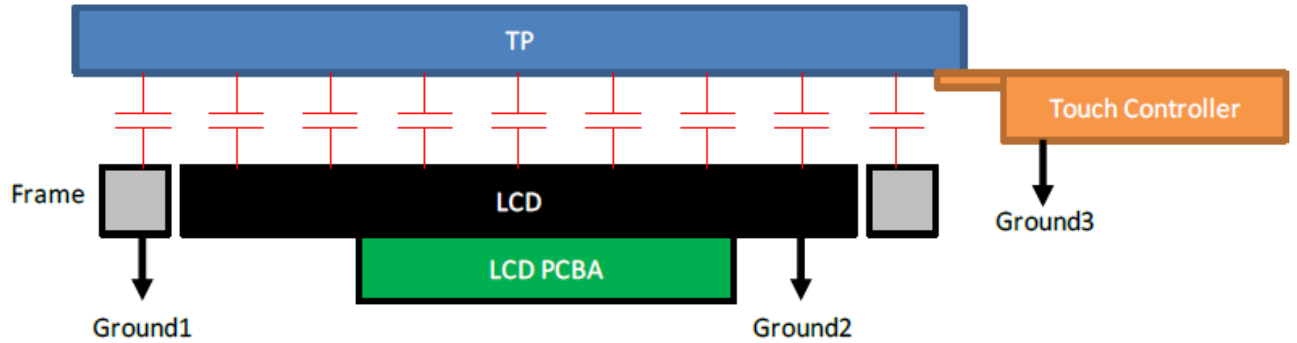 TP
Touch Controller
Frame
LCD
Ground3
LCD PCBA
Ground1
Ground2